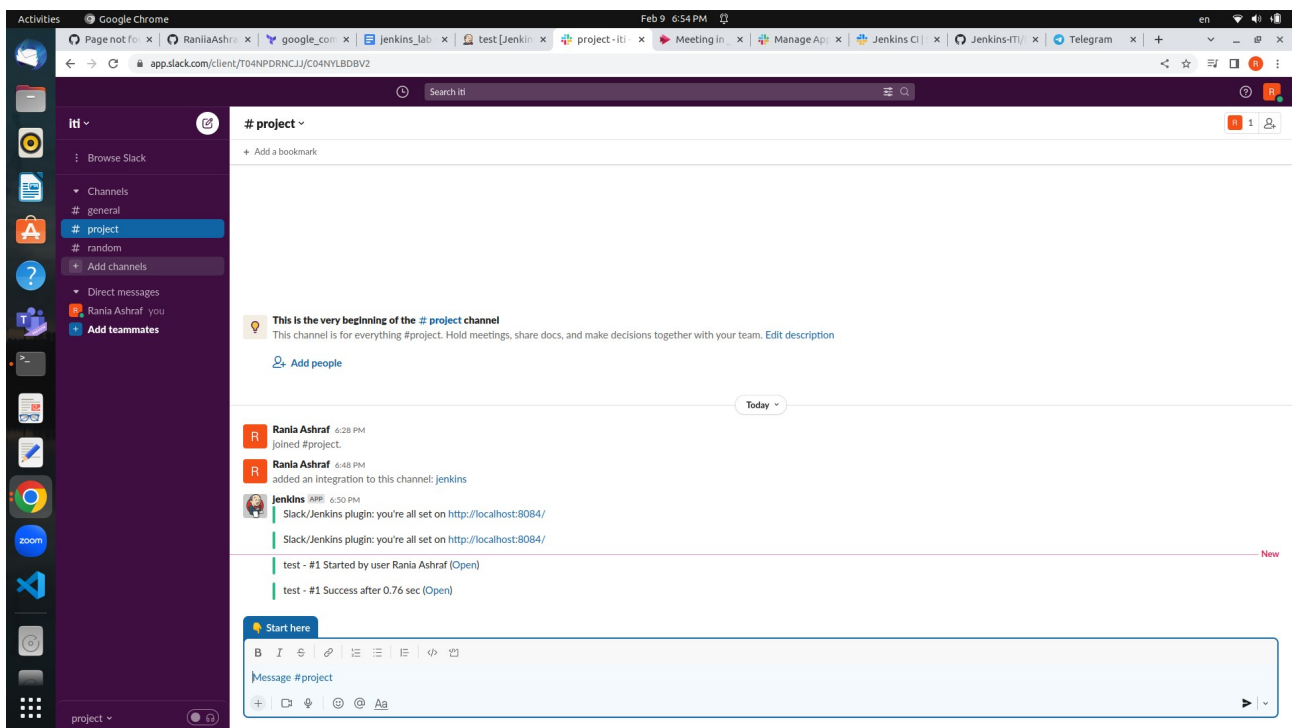 Activities Google Chrome Feb 9 6:54 PM en
Page not fo RaniiaAshra google_com jenkins_lab test [Jenkin project - iti - Meeting in Manage App Jenkins CI | Jenkins-ITI/ Telegram
app.slack.com/client/T04NPDRNCJJ/C04NYLBDBV2 R
Search iti R
iti # project R 1
Browse Slack + Add a bookmark
Channels
# general
# project
# random
+ Add channels
Direct messages
Rania Ashraf you
+ Add teammates
This is the very beginning of the # project channel
This channel is for everything #project. Hold meetings, share docs, and make decisions together with your team. Edit description
Add people
Today
R Rania Ashraf 6:28 PM
joined #project.
R Rania Ashraf 6:48 PM
added an integration to this channel: jenkins
jenkins APP 6:50 PM
Slack/Jenkins plugin: you're all set on http://localhost:8084/
Slack/Jenkins plugin: you're all set on http://localhost:8084/
New
test - #1 Started by user Rania Ashraf (Open)
test - #1 Success after 0.76 sec (Open)
zoom
Start here
B I S
Message #project
+ @ Aa
project